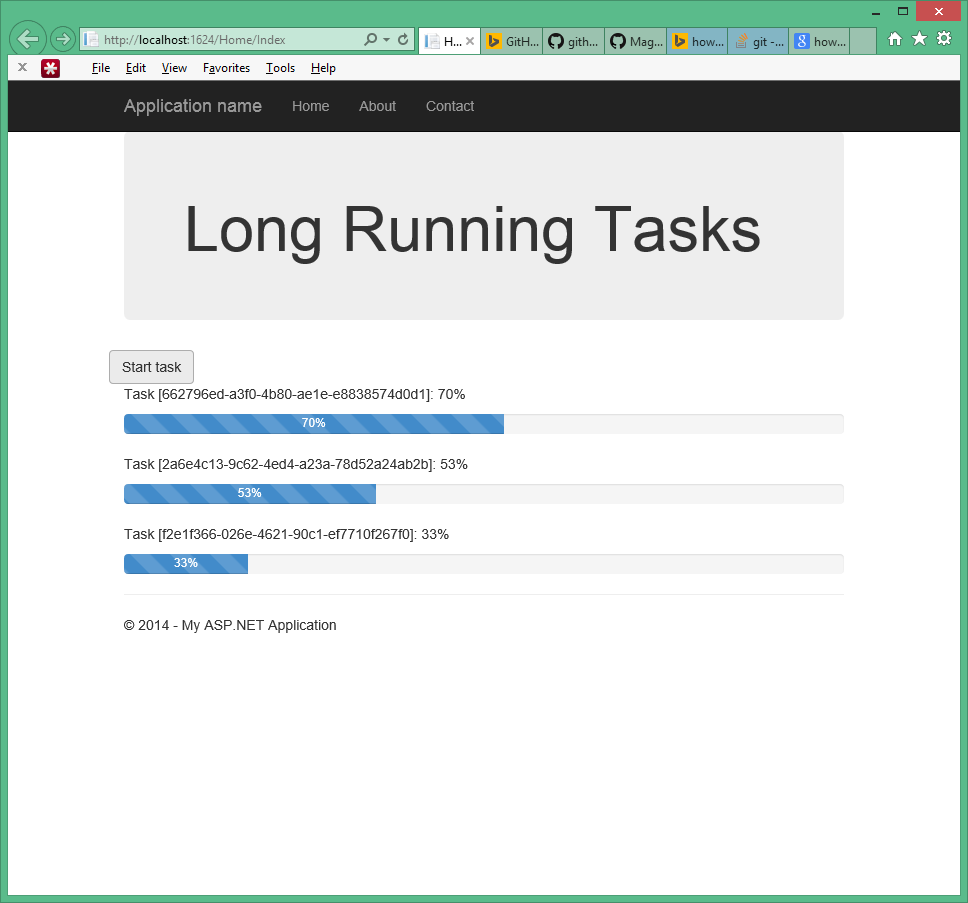 http://localhost:1624/Home/Index H... GitH... gith... Mag... how... git -... how...
File Edit View Favorites Tools Help
Application name Home About Contact
Long Running Tasks
Start task
Task [662796ed-a3f0-4b80-ae1e-e8838574d0d1]: 70%
70%
Task [2a6e4c13-9c62-4ed4-a23a-78d52a24ab2b]: 53%
53%
Task [f2e1f366-026e-4621-90c1-ef7710f267f0]: 33%
33%
© 2014 - My ASP.NET Application